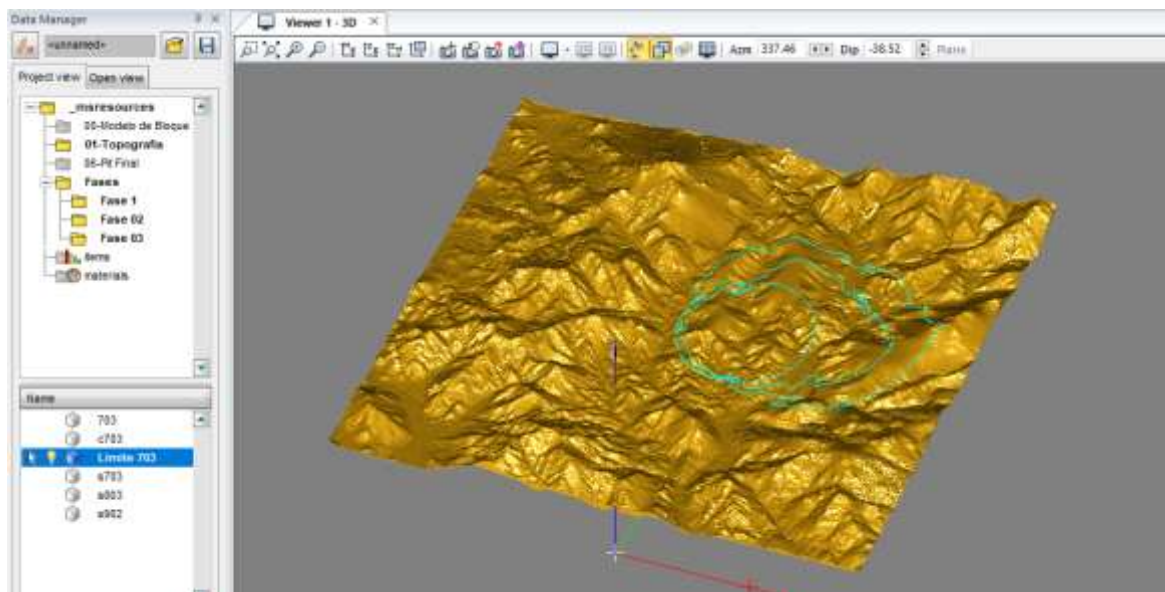 Data Manager
Viewer 1 - 3D
<unnamed>
Azm 337.46 Dip -38.52 Plane
Project view Open view
_msresources
00-Modelo de Bloque
01-Topografia
06-Pit Final
Fases
Fase 1
Fase 02
Fase 03
items
materials
Name
703
c703
Limite 703
s703
s803
s902